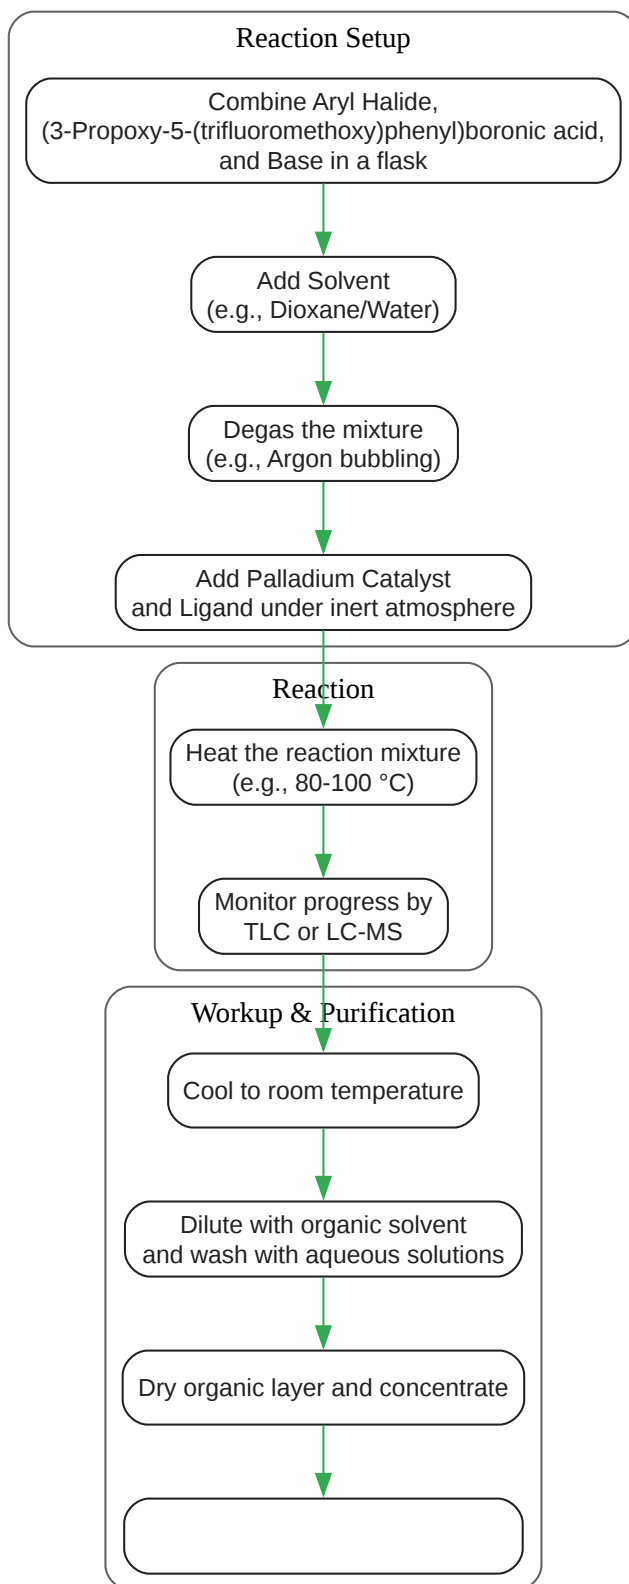 Reaction Setup
Combine Aryl Halide,
(3-Propoxy-5-(trifluoromethoxy)phenyl)boronic acid,
and Base in a flask
Add Solvent
(e.g., Dioxane/Water)
Degas the mixture
(e.g., Argon bubbling)
Add Palladium Catalyst
and Ligand under inert atmosphere
Reaction
Heat the reaction mixture
(e.g., 80-100 °C)
Monitor progress by
TLC or LC-MS
Workup & Purification
Cool to room temperature
Dilute with organic solvent
and wash with aqueous solutions
Dry organic layer and concentrate